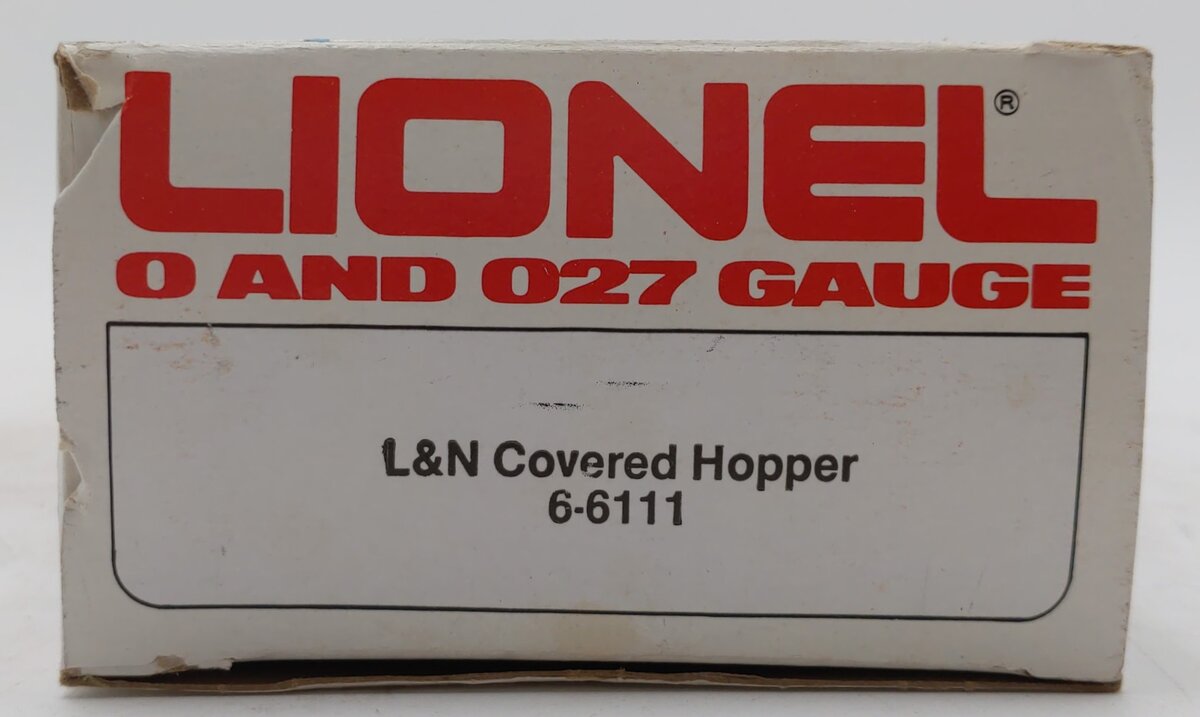 LIONEL®
O AND O27 GAUGE
L&N Covered Hopper
6-6111